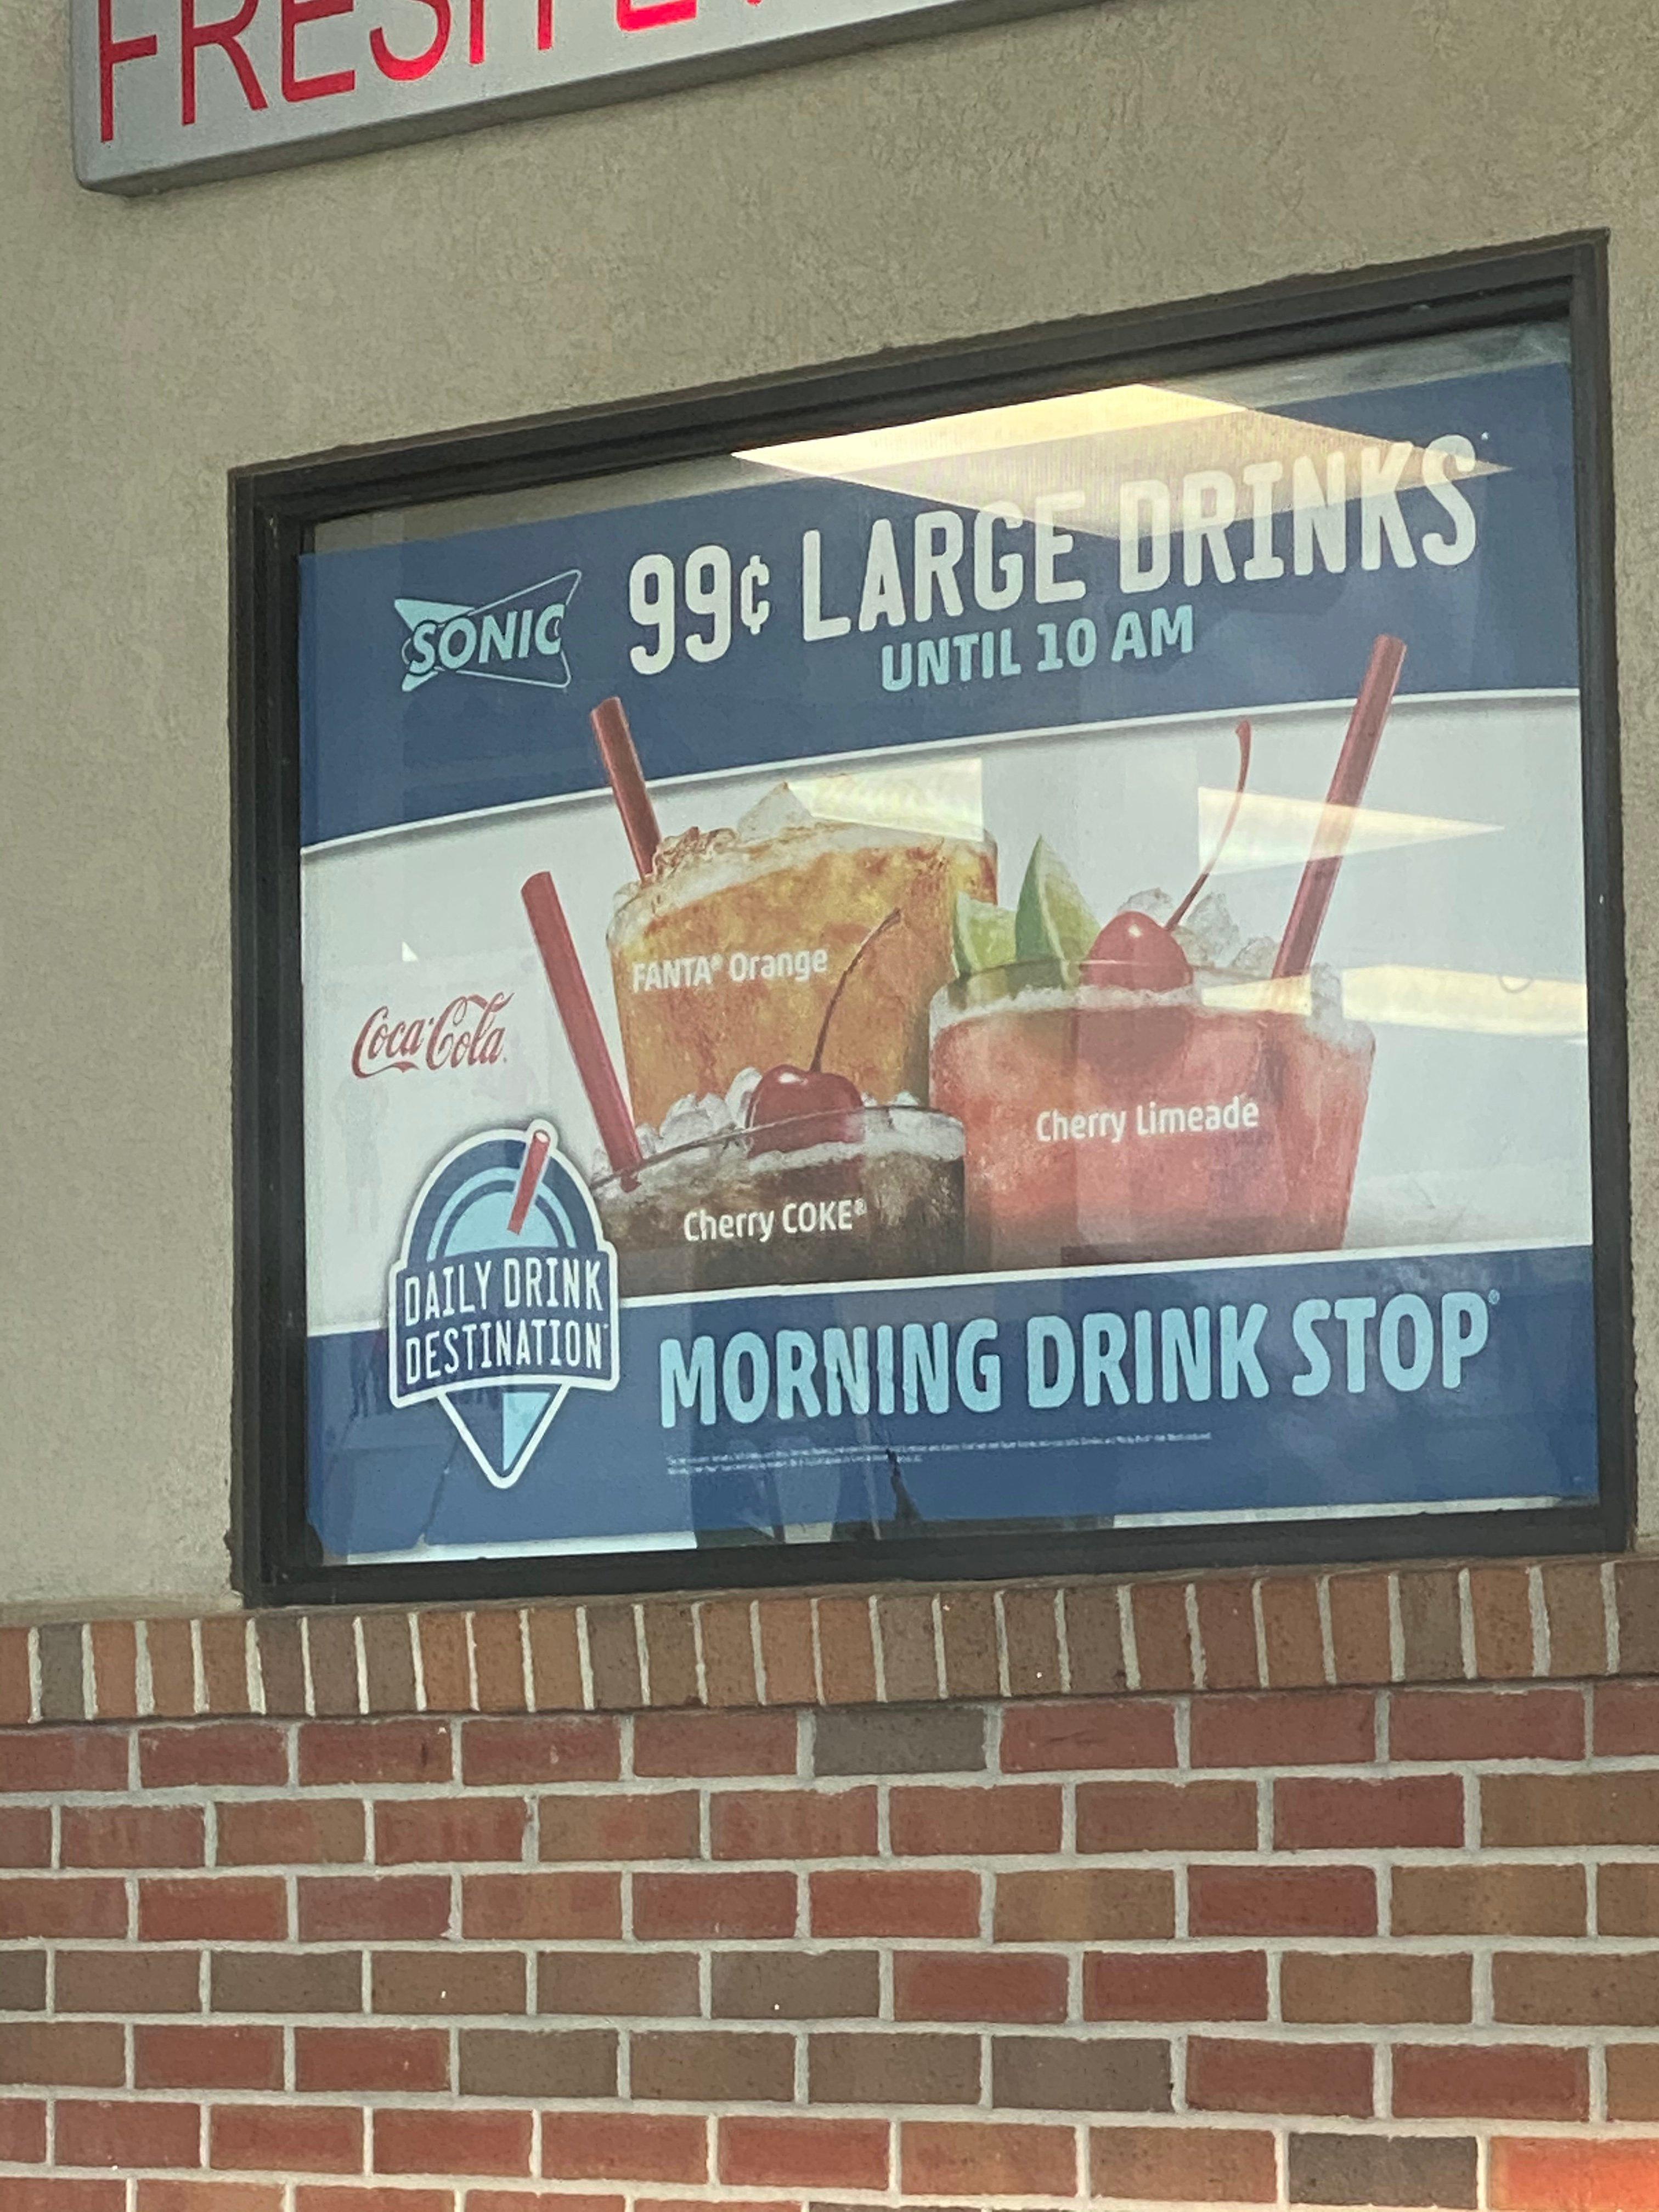 FRESH
SONIC
99¢ LARGE DRINKS
UNTIL 10 AM
FANTA® Orange
Coca-Cola
Cherry Limeade
Cherry COKE®
DAILY DRINK
DESTINATION
MORNING DRINK STOP®